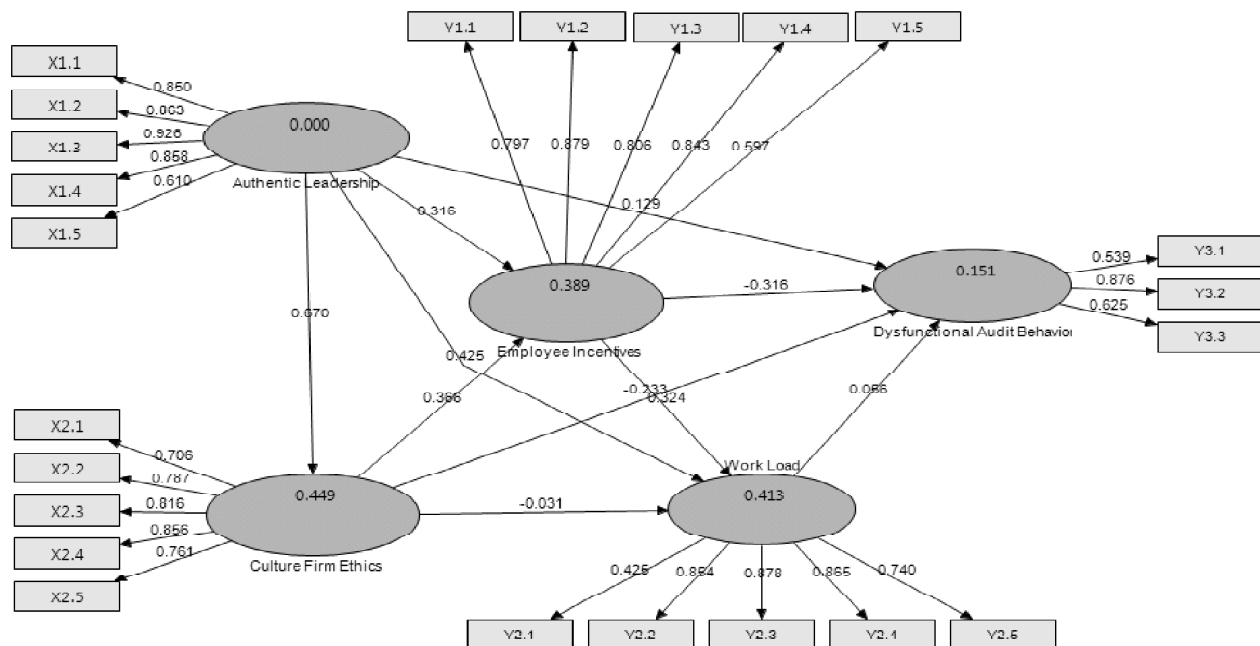 Y1.1
Y1.2
Y1.3
Y1.4
Y1.5
X1.1
X1.2
X1.3
X1.4
X1.5
0.850
0.926
0.858
0.610
0.000
Authentic Leadership
0.797
0.879
0.806
0.843
0.597
0.316
0.129
0.670
0.425
0.389
Employee Incentives
-0.316
0.151
Dysfunctional Audit Behavior
0.539
0.876
0.625
Y3.1
Y3.2
Y3.3
0.366
-0.233
0.324
X2.1
X2.2
X2.3
X2.4
X2.5
0.706
0.787
0.816
0.856
0.761
0.449
Culture Firm Ethics
-0.031
Work Load
0.413
0.425
0.878
0.740
Y2.1
Y2.2
Y2.3
Y2.4
Y2.5